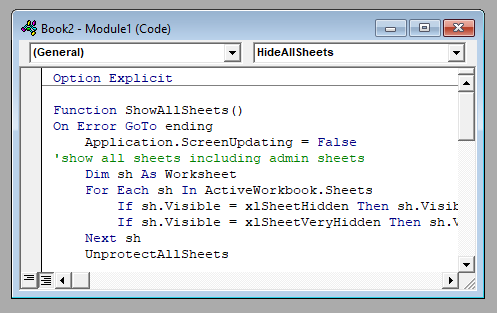 Book2 - Module1 (Code)
(General) HideAllSheets
Option Explicit
Function ShowAllSheets()
On Error GoTo ending
Application.ScreenUpdating = False
'show all sheets including admin sheets
Dim sh As Worksheet
For Each sh In ActiveWorkbook.Sheets
If sh.Visible = xlSheetHidden Then sh.Visib
If sh.Visible = xlSheetVeryHidden Then sh.V
Next sh
UnprotectAllSheets